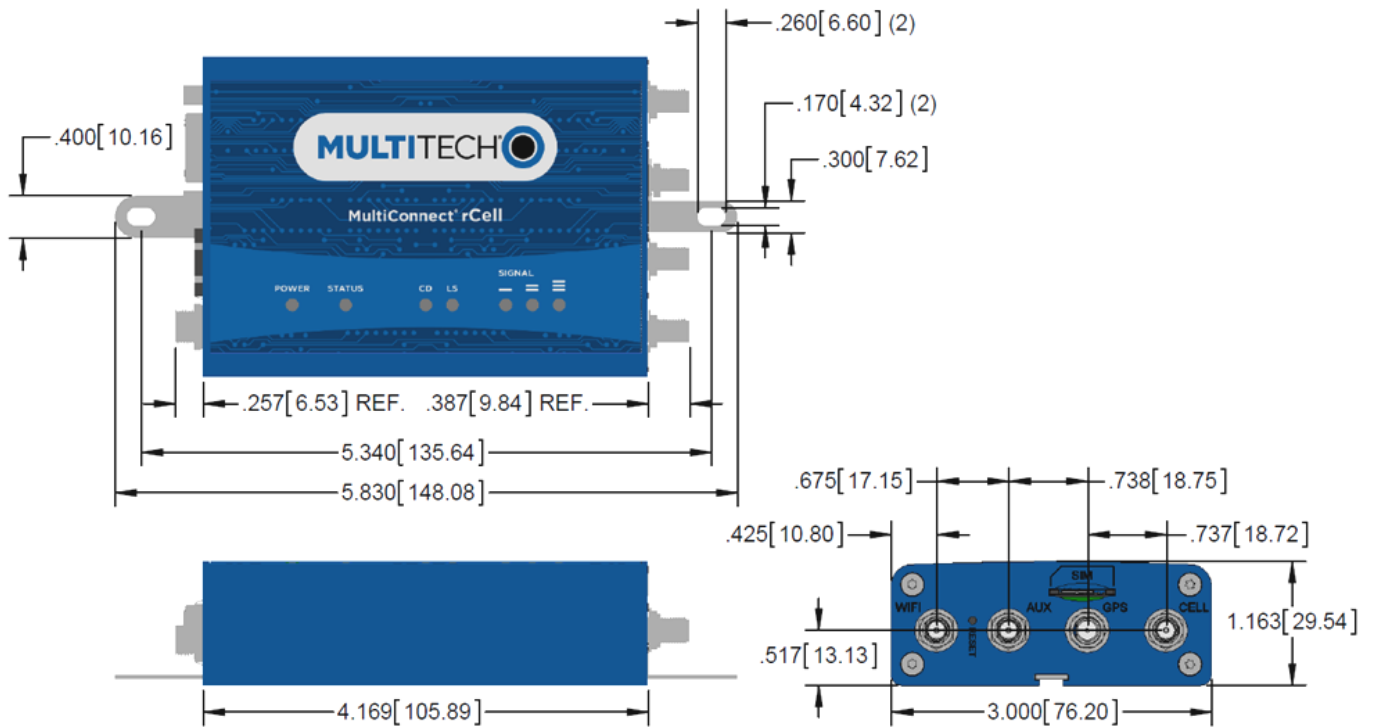 .260[6.60] (2)
.170[4.32] (2)
.400[10.16]
.300[7.62]
MULTITECH®
MultiConnect® rCell
SIGNAL
POWER STATUS CD LS
.257[6.53] REF. .387[9.84] REF.
5.340[135.64]
5.830[148.08]
.675[17.15] .738[18.75]
.425[10.80] .737[18.72]
SIM
WIFI AUX GPS CELL
RESET
1.163[29.54]
.517[13.13]
4.169[105.89]
3.000[76.20]